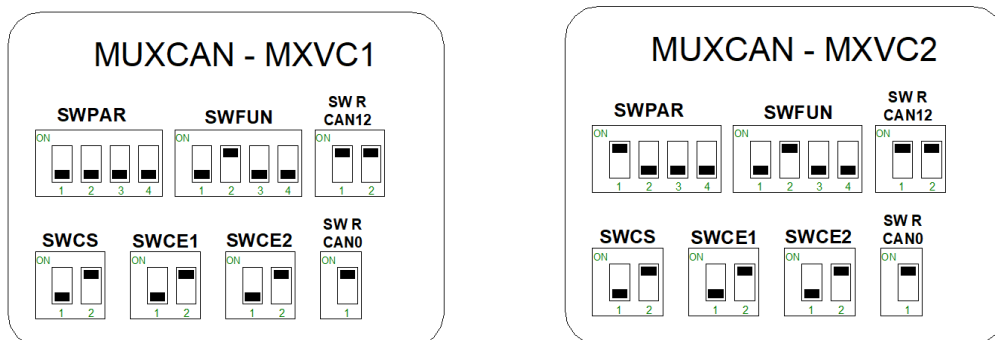 MUXCAN - MXVC1
SWPAR
SWFUN
SW R
CAN12
ON
1 2 3 4
ON
1 2 3 4
ON
1 2
SWCS
SWCE1
SWCE2
SW R
CAN0
ON
1 2
ON
1 2
ON
1 2
ON
1
MUXCAN - MXVC2
SWPAR
SWFUN
SW R
CAN12
ON
1 2 3 4
ON
1 2 3 4
ON
1 2
SWCS
SWCE1
SWCE2
SW R
CAN0
ON
1 2
ON
1 2
ON
1 2
ON
1